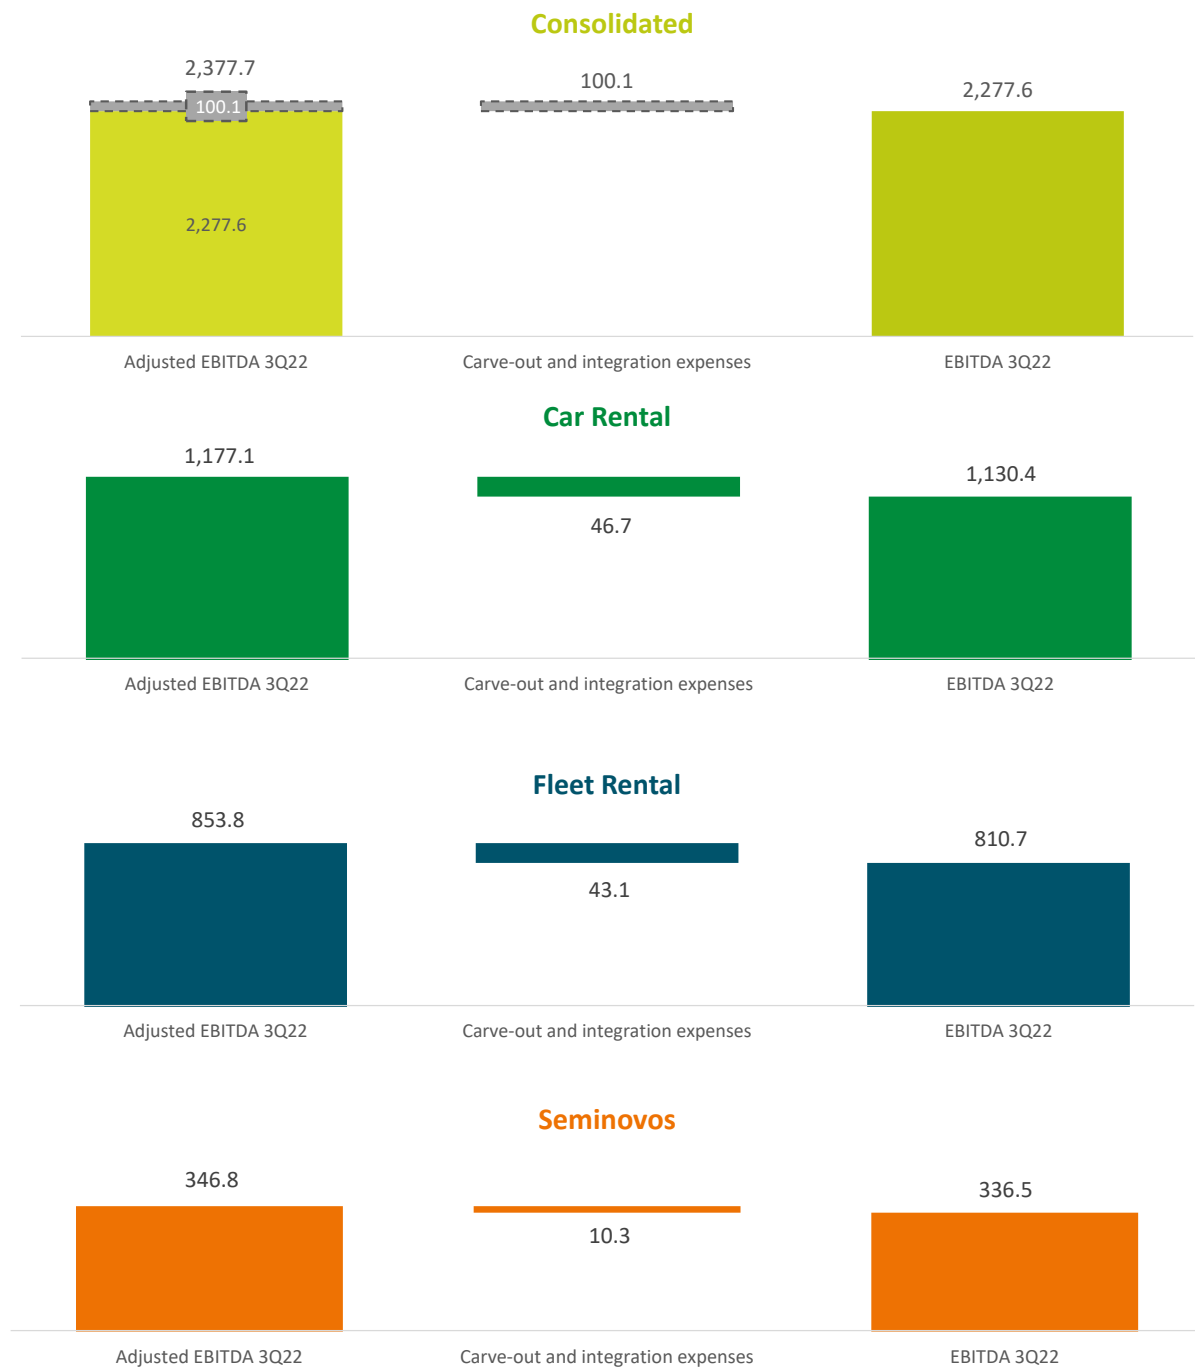 Consolidated
2,377.7
100.1
2,277.6
100.1
2,277.6
Adjusted EBITDA 3Q22
Carve-out and integration expenses
EBITDA 3Q22
Car Rental
1,177.1
46.7
1,130.4
Adjusted EBITDA 3Q22
Carve-out and integration expenses
EBITDA 3Q22
Fleet Rental
853.8
43.1
810.7
Adjusted EBITDA 3Q22
Carve-out and integration expenses
EBITDA 3Q22
Seminovos
346.8
10.3
336.5
Adjusted EBITDA 3Q22
Carve-out and integration expenses
EBITDA 3Q22